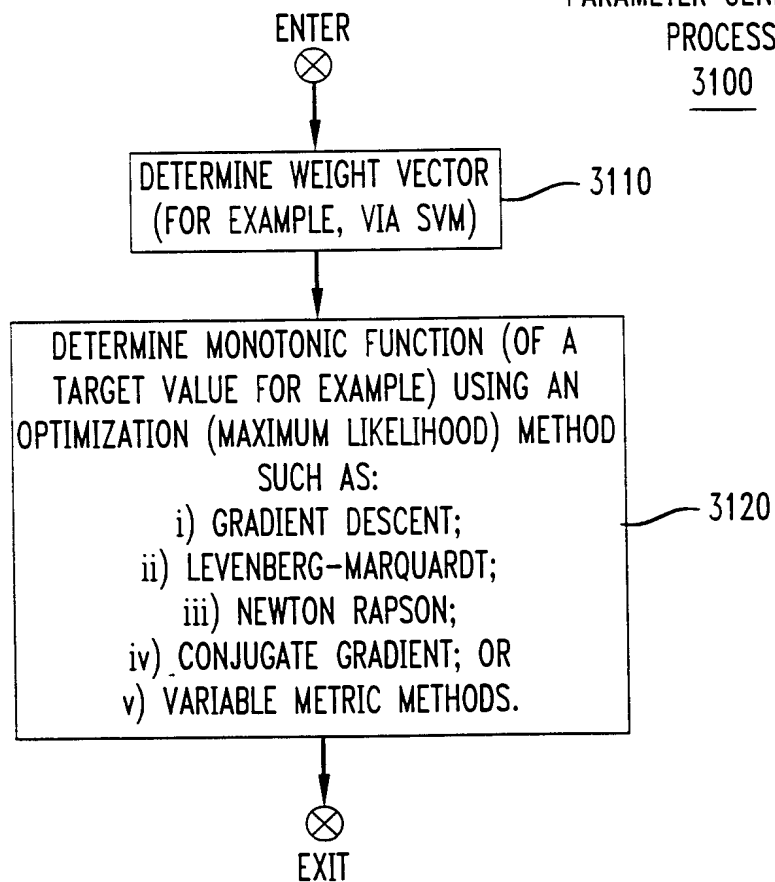 PROCESS
3100
ENTER
DETERMINE WEIGHT VECTOR
(FOR EXAMPLE, VIA SVM)
3110
DETERMINE MONOTONIC FUNCTION (OF A
TARGET VALUE FOR EXAMPLE) USING AN
OPTIMIZATION (MAXIMUM LIKELIHOOD) METHOD
SUCH AS:
i) GRADIENT DESCENT;
ii) LEVENBERG-MARQUARDT;
iii) NEWTON RAPSON;
iv) CONJUGATE GRADIENT; OR
v) VARIABLE METRIC METHODS.
3120
EXIT